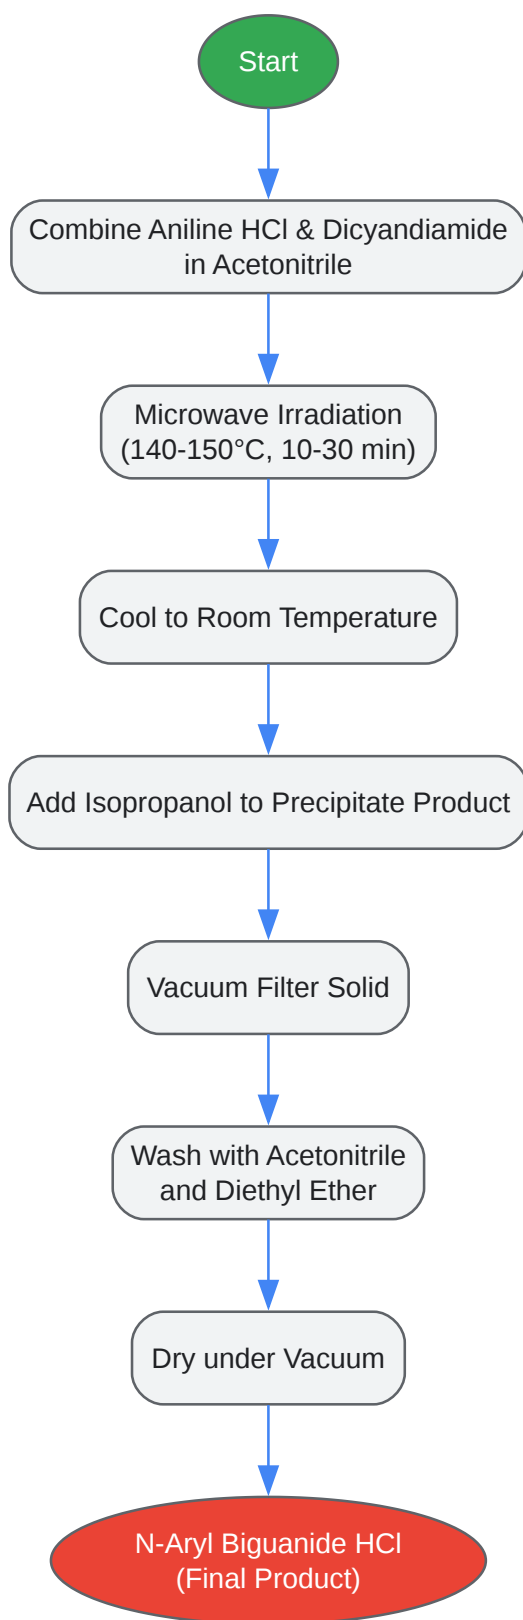 Start
Combine Aniline HCl & Dicyandiamide
in Acetonitrile
Microwave Irradiation
(140-150°C, 10-30 min)
Cool to Room Temperature
Add Isopropanol to Precipitate Product
Vacuum Filter Solid
Wash with Acetonitrile
and Diethyl Ether
Dry under Vacuum
N-Aryl Biguanide HCl
(Final Product)